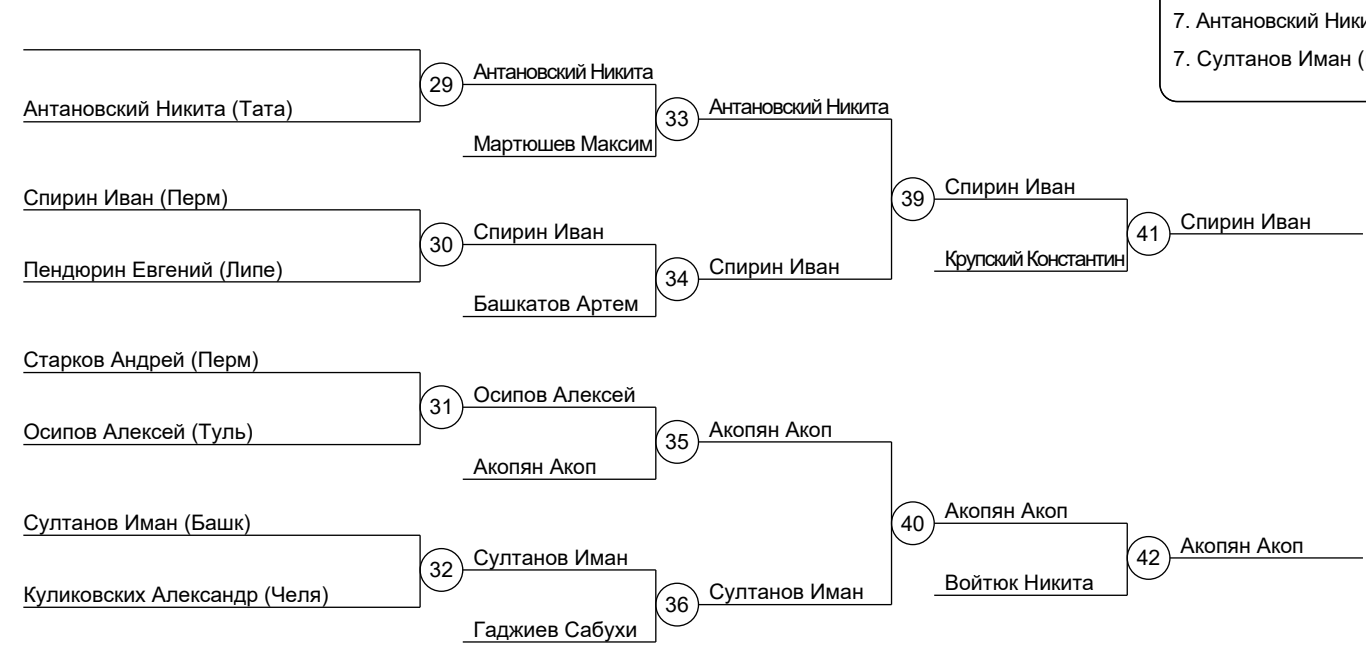 7. Антановский Ники
7. Султанов Иман (
Антановский Никита (Тата)
29
Антановский Никита
Мартюшев Максим
33
Антановский Никита
Спирин Иван (Перм)
Пендюрин Евгений (Липе)
30
Спирин Иван
Башкатов Артем
34
Спирин Иван
39
Спирин Иван
Крупский Константин
41
Спирин Иван
Старков Андрей (Перм)
Осипов Алексей (Туль)
31
Осипов Алексей
Акопян Акоп
35
Акопян Акоп
Султанов Иман (Башк)
Куликовских Александр (Челя)
32
Султанов Иман
Гаджиев Сабухи
36
Султанов Иман
40
Акопян Акоп
Войтюк Никита
42
Акопян Акоп